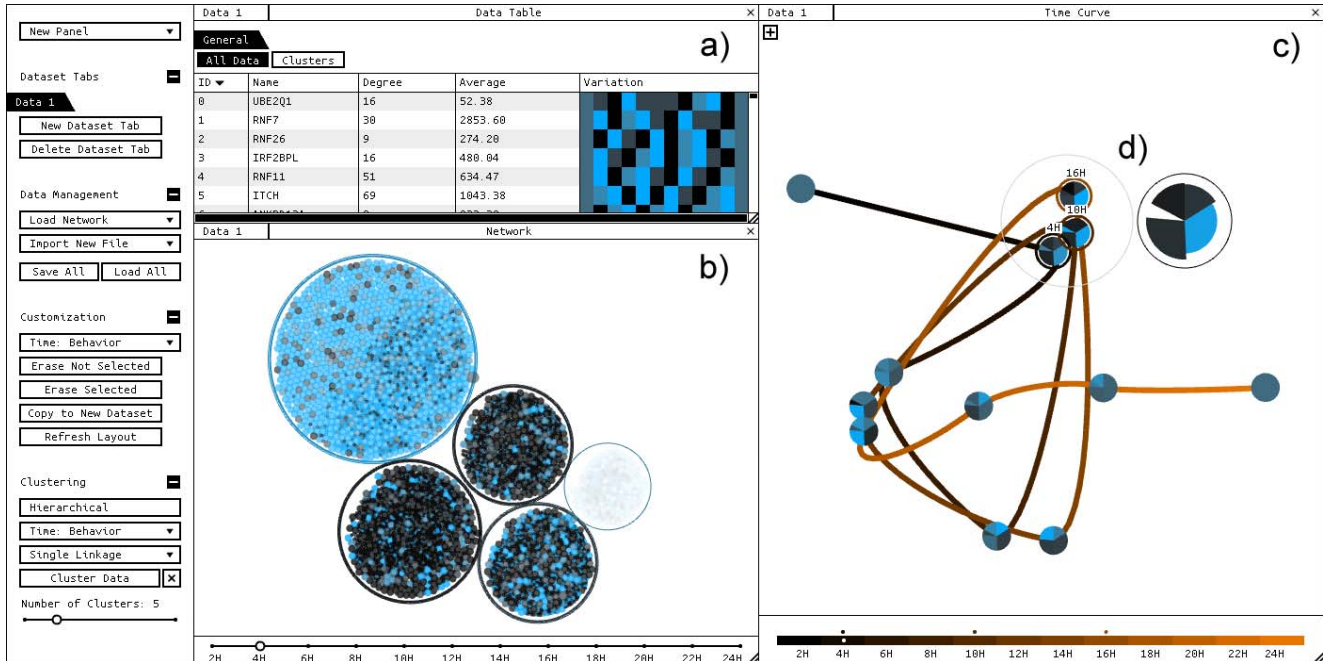 New Panel
Dataset Tabs
Data 1
New Dataset Tab
Delete Dataset Tab
Data Management
Load Network
Import New File
Save All Load All
Customization
Time: Behavior
Erase Not Selected
Erase Selected
Copy to New Dataset
Refresh Layout
Clustering
Hierarchical
Time: Behavior
Single Linkage
Cluster Data
Number of Clusters: 5
Data 1 Data Table
a)
General
All Data Clusters
ID Name Degree Average Variation
0 UBE2Q1 16 52.38
1 RNF7 30 2853.60
2 RNF26 9 274.20
3 IRF2BPL 16 480.04
4 RNF11 51 634.47
5 ITCH 69 1043.38
Data 1 Network
b)
2H 4H 6H 8H 10H 12H 14H 16H 18H 20H 22H 24H
Data 1 Time Curve
c)
d)
16H
10H
4H
2H 4H 6H 8H 10H 12H 14H 16H 18H 20H 22H 24H